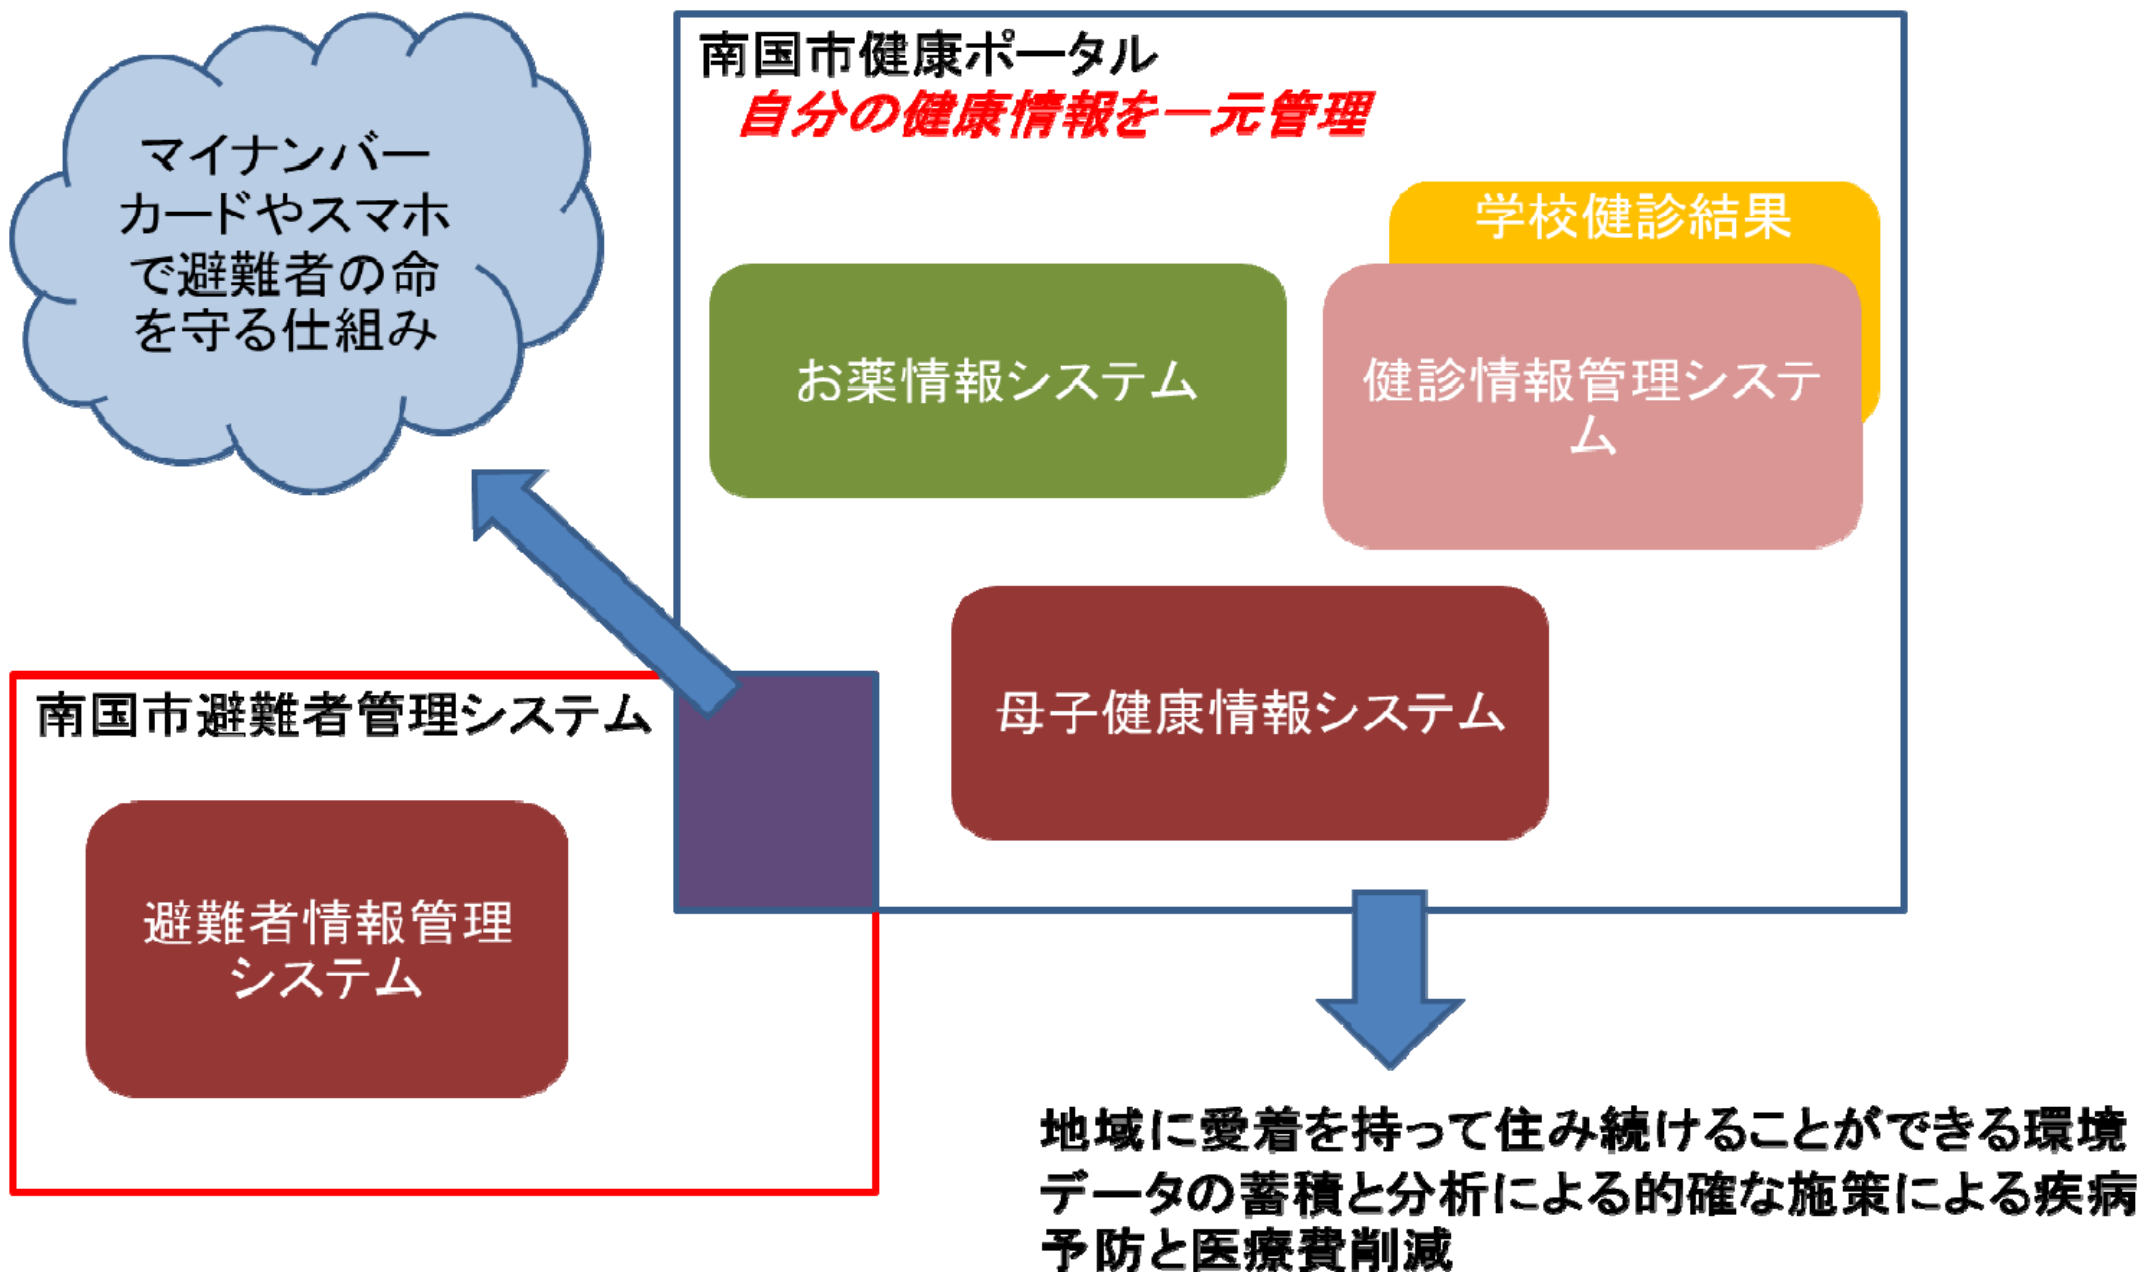 マイナンバー
カードやスマホ
で避難者の命
を守る仕組み
南国市健康ポータル
自分の健康情報を一元管理
学校健診結果
お薬情報システム
健診情報管理システ
ム
母子健康情報システム
南国市避難者管理システム
避難者情報管理
システム
地域に愛着を持って住み続けることができる環境
データの蓄積と分析による的確な施策による疾病
予防と医療費削減